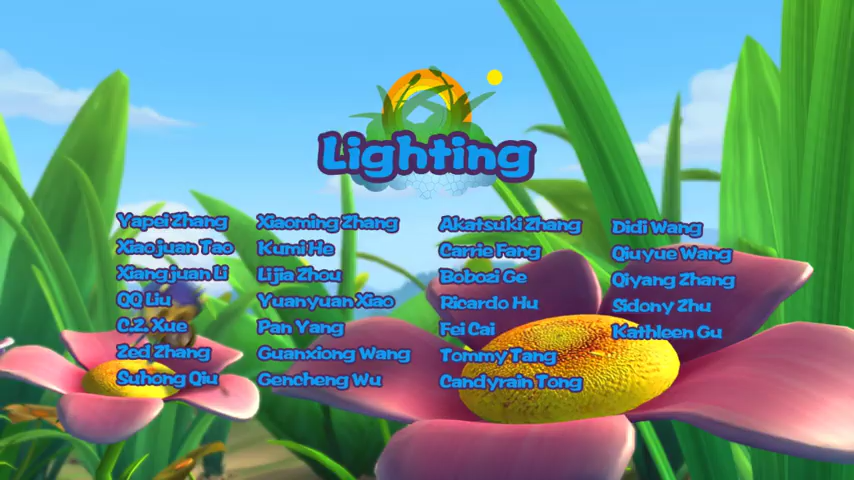 Lighting
Yapei Zhang
Xiaojuan Tao
Xiangjuan Li
QQ Liu
C.Z. Xue
Zed Zhang
Suhong Qiu
Xiaoming Zhang
Kumi He
Lijia Zhou
Yuanyuan Xiao
Pan Yang
Guanxiong Wang
Gencheng Wu
Akatsuki Zhang
Carrie Fang
Bobozi Ge
Ricardo Hu
Fei Cai
Tommy Tang
Candyrain Tong
Didi Wang
Qiuyue Wang
Qiyang Zhang
Sidony Zhu
Kathleen Gu